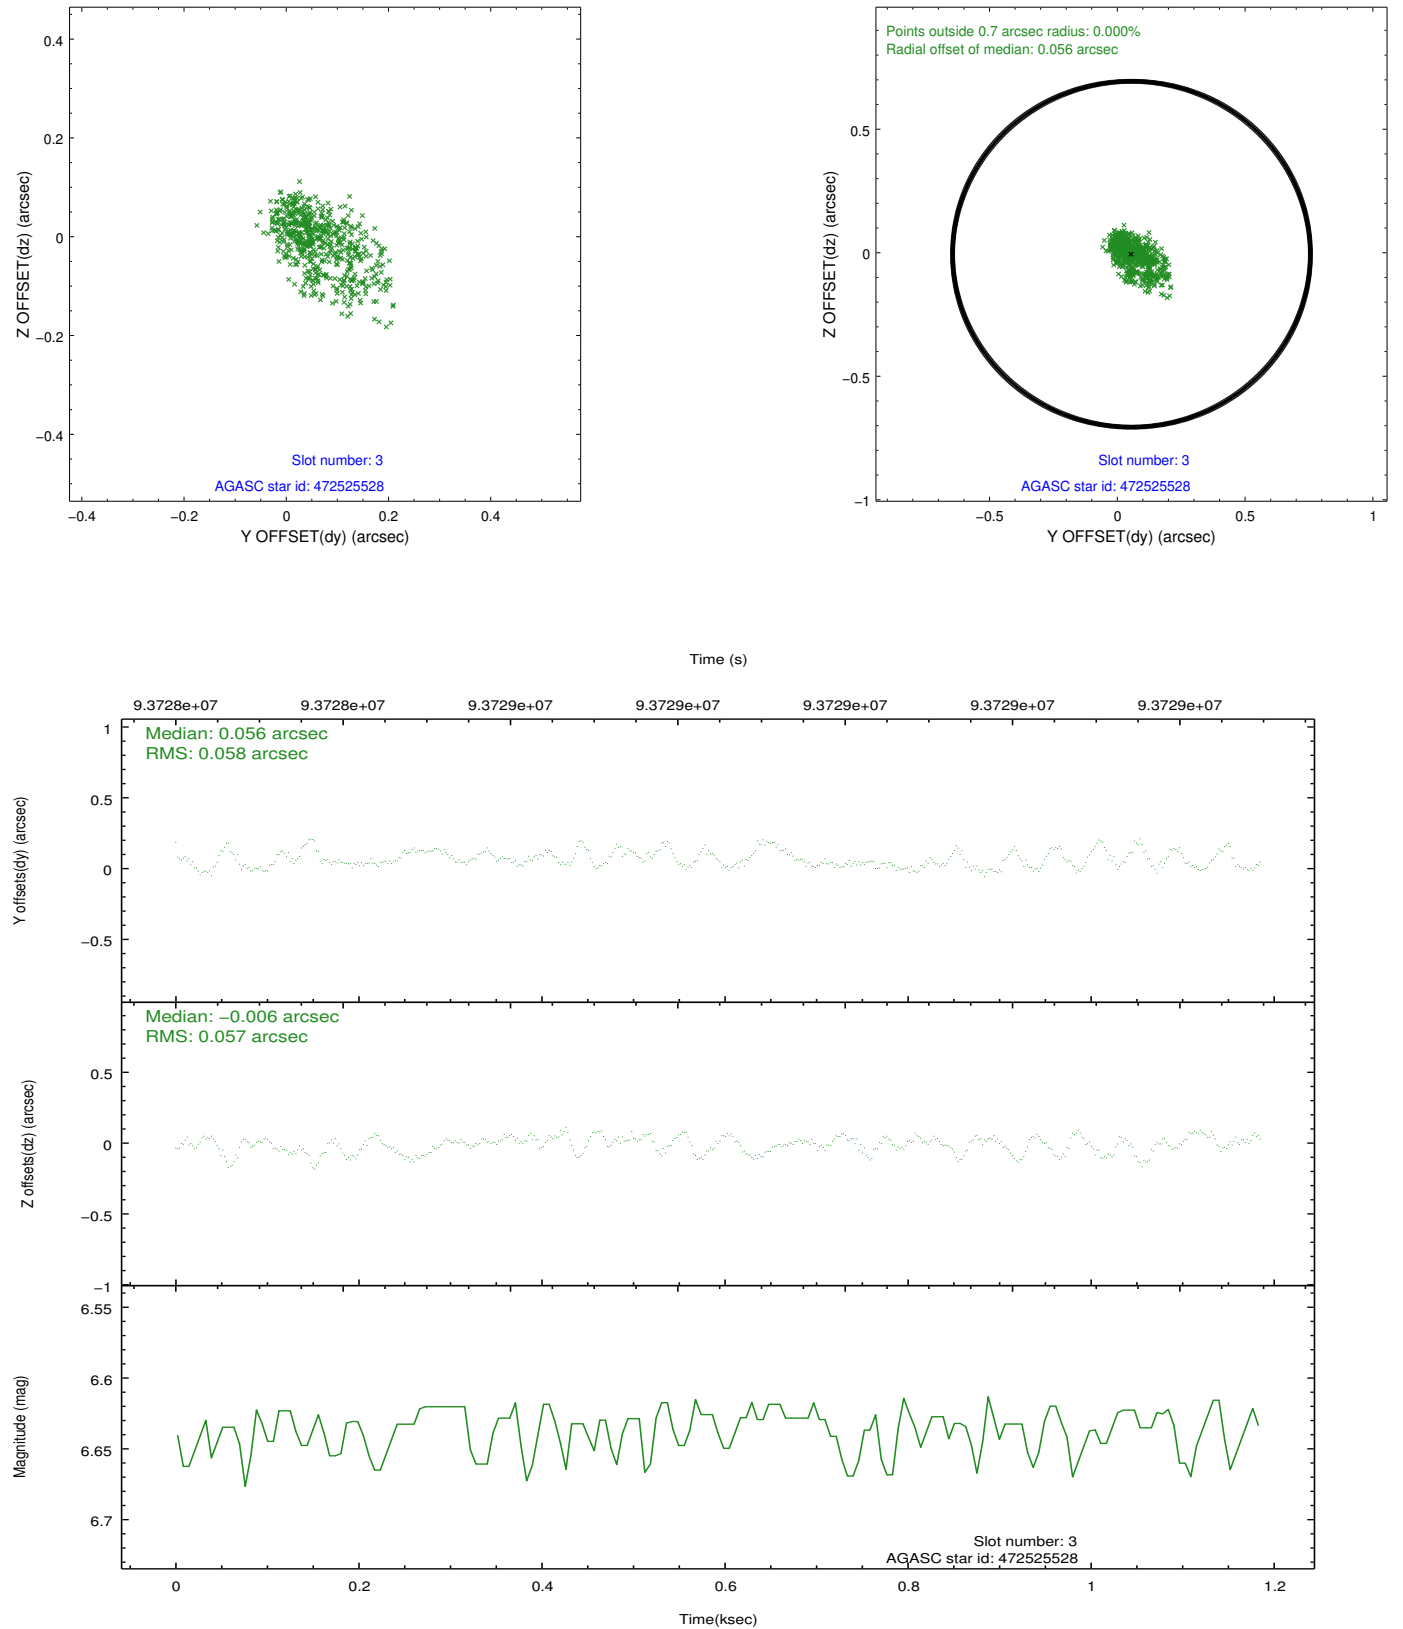 0.4
0.2
0
−0.2
−0.4
Z OFFSET(dz) (arcsec)
Slot number: 3
AGASC star id: 472525528
−0.4 −0.2 0 0.2 0.4
Y OFFSET(dy) (arcsec)
Points outside 0.7 arcsec radius: 0.000%
Radial offset of median: 0.056 arcsec
0.5
0
−0.5
−1
Z OFFSET(dz) (arcsec)
Slot number: 3
AGASC star id: 472525528
−0.5 0 0.5 1
Y OFFSET(dy) (arcsec)
Time (s)
9.3728e+07 9.3728e+07 9.3729e+07 9.3729e+07 9.3729e+07 9.3729e+07 9.3729e+07
Median: 0.056 arcsec
RMS: 0.058 arcsec
1
0.5
0
−0.5
Y offsets(dy) (arcsec)
Median: −0.006 arcsec
RMS: 0.057 arcsec
0.5
0
−0.5
−1
Z offsets(dz) (arcsec)
6.55
6.6
6.65
6.7
Magnitude (mag)
Slot number: 3
AGASC star id: 472525528
0 0.2 0.4 0.6 0.8 1 1.2
Time(ksec)